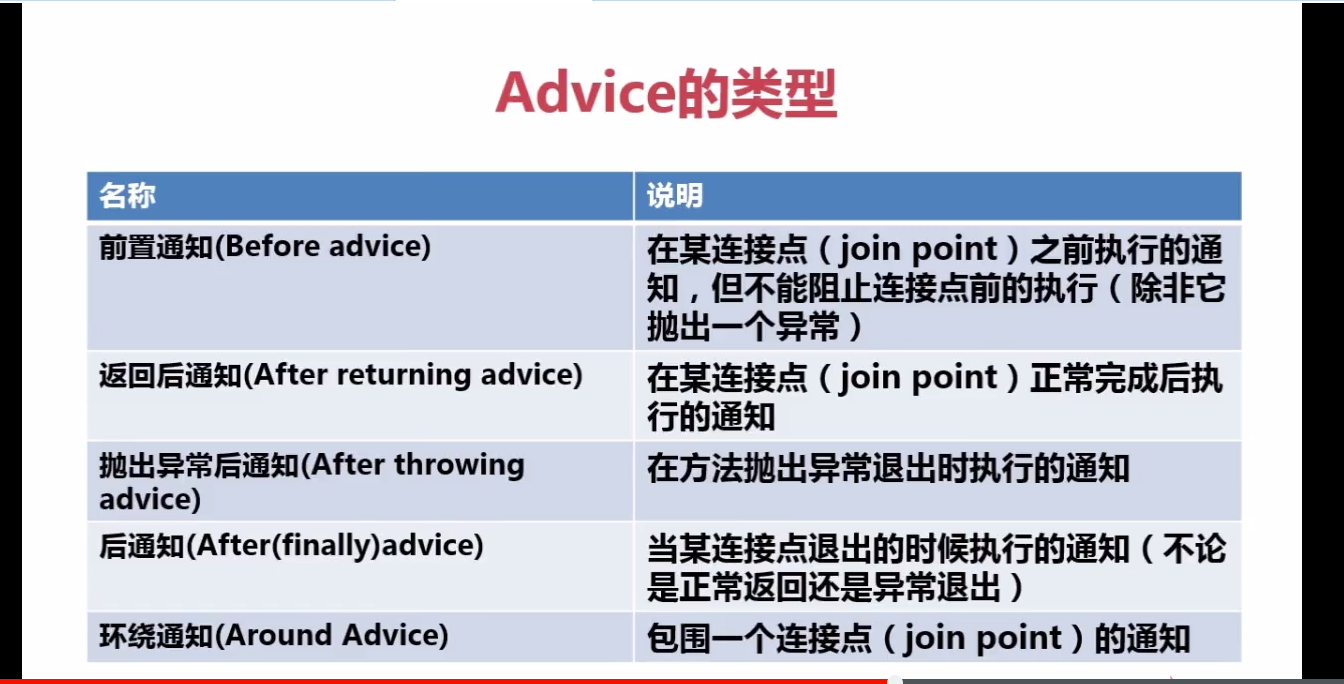 Advice的类型
名称
说明
前置通知(Before advice)
在某连接点（join point）之前执行的通
知，但不能阻止连接点前的执行（除非它
抛出一个异常）
返回后通知(After returning advice)
在某连接点（join point）正常完成后执
行的通知
抛出异常后通知(After throwing
advice)
在方法抛出异常退出时执行的通知
后通知(After(finally)advice)
当某连接点退出的时候执行的通知（不论
是正常返回还是异常退出）
环绕通知(Around Advice)
包围一个连接点（join point）的通知